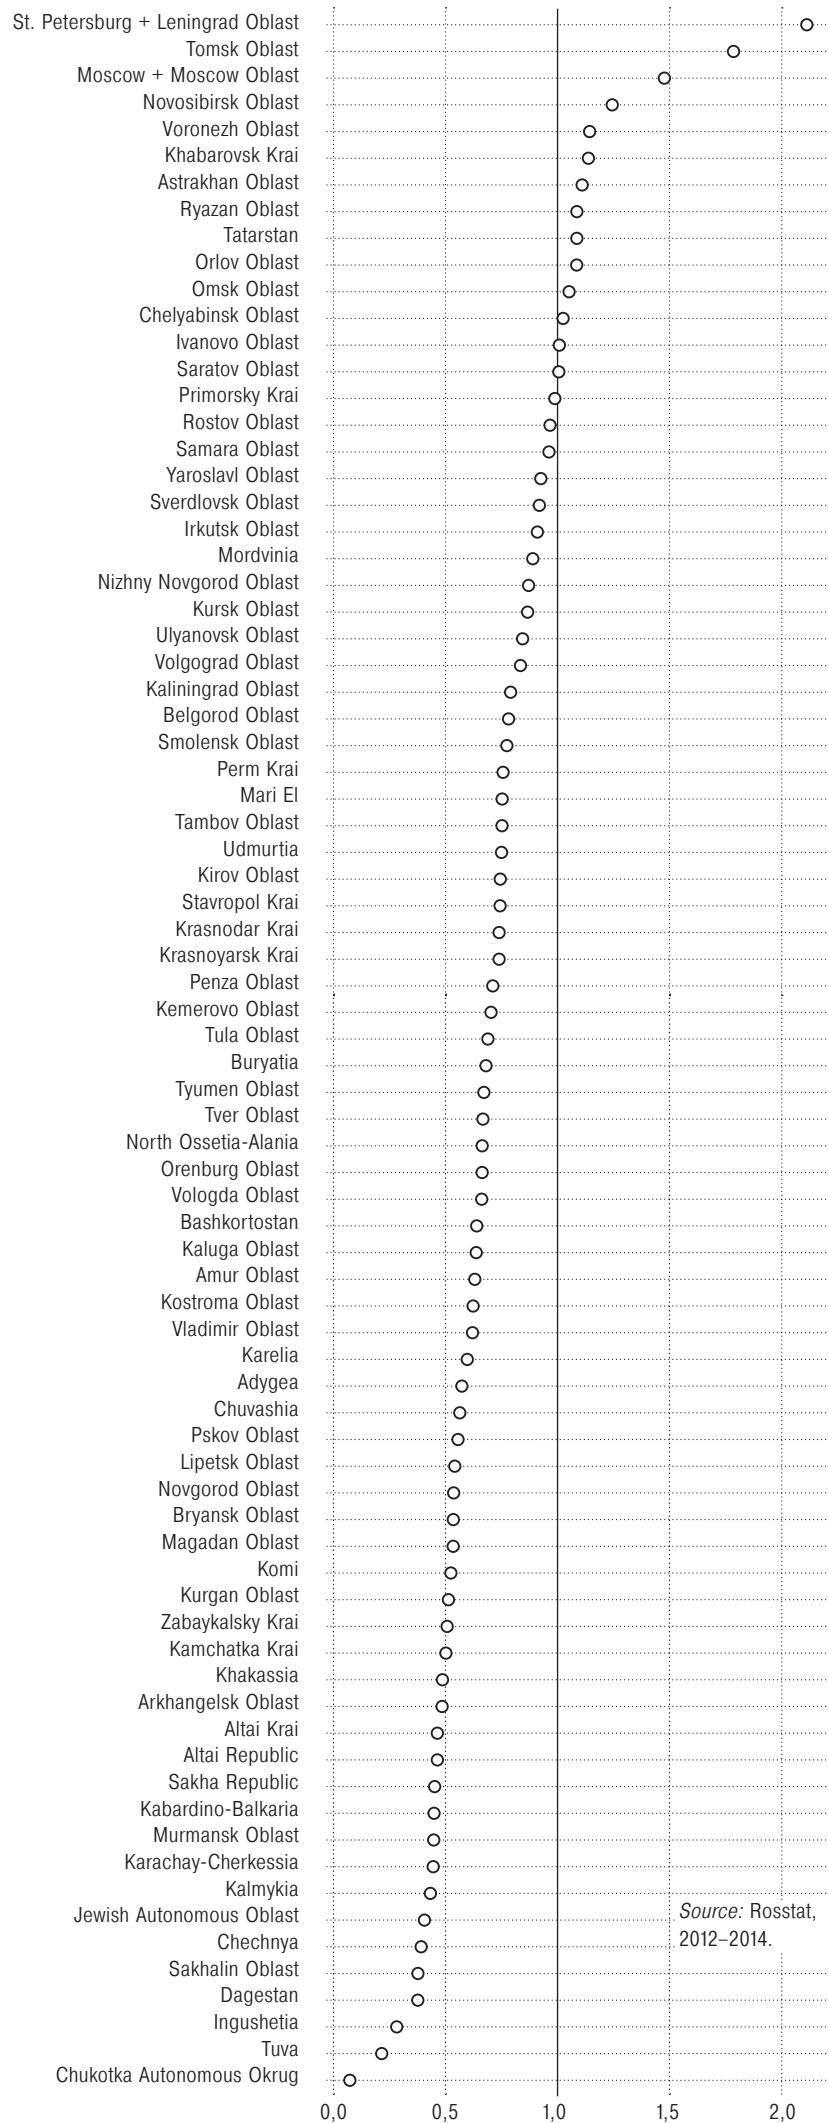 St. Petersburg + Leningrad Oblast
Tomsk Oblast
Moscow + Moscow Oblast
Novosibirsk Oblast
Voronezh Oblast
Khabarovsk Krai
Astrakhan Oblast
Ryazan Oblast
Tatarstan
Orlov Oblast
Omsk Oblast
Chelyabinsk Oblast
Ivanovo Oblast
Saratov Oblast
Primorsky Krai
Rostov Oblast
Samara Oblast
Yaroslavl Oblast
Sverdlovsk Oblast
Irkutsk Oblast
Mordvinia
Nizhny Novgorod Oblast
Kursk Oblast
Ulyanovsk Oblast
Volgograd Oblast
Kaliningrad Oblast
Belgorod Oblast
Smolensk Oblast
Perm Krai
Mari El
Tambov Oblast
Udmurtia
Kirov Oblast
Stavropol Krai
Krasnodar Krai
Krasnoyarsk Krai
Penza Oblast
Kemerovo Oblast
Tula Oblast
Buryatia
Tyumen Oblast
Tver Oblast
North Ossetia-Alania
Orenburg Oblast
Vologda Oblast
Bashkortostan
Kaluga Oblast
Amur Oblast
Kostroma Oblast
Vladimir Oblast
Karelia
Adygea
Chuvashia
Pskov Oblast
Lipetsk Oblast
Novgorod Oblast
Bryansk Oblast
Magadan Oblast
Komi
Kurgan Oblast
Zabaykalsky Krai
Kamchatka Krai
Khakassia
Arkhangelsk Oblast
Altai Krai
Altai Republic
Sakha Republic
Kabardino-Balkaria
Murmansk Oblast
Karachay-Cherkessia
Kalmykia
Jewish Autonomous Oblast
Chechnya
Sakhalin Oblast
Dagestan
Ingushetia
Tuva
Chukotka Autonomous Okrug
Source: Rosstat,
2012–2014.
0,0 0,5 1,0 1,5 2,0